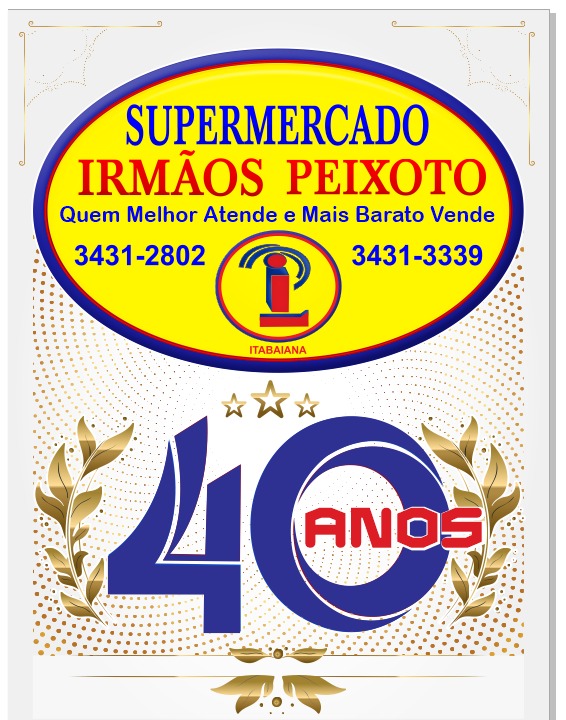 SUPERMERCADO
IRMÃOS PEIXOTO
Quem Melhor Atende e Mais Barato Vende
3431-2802 3431-3339
ITABAIANA
40
ANOS